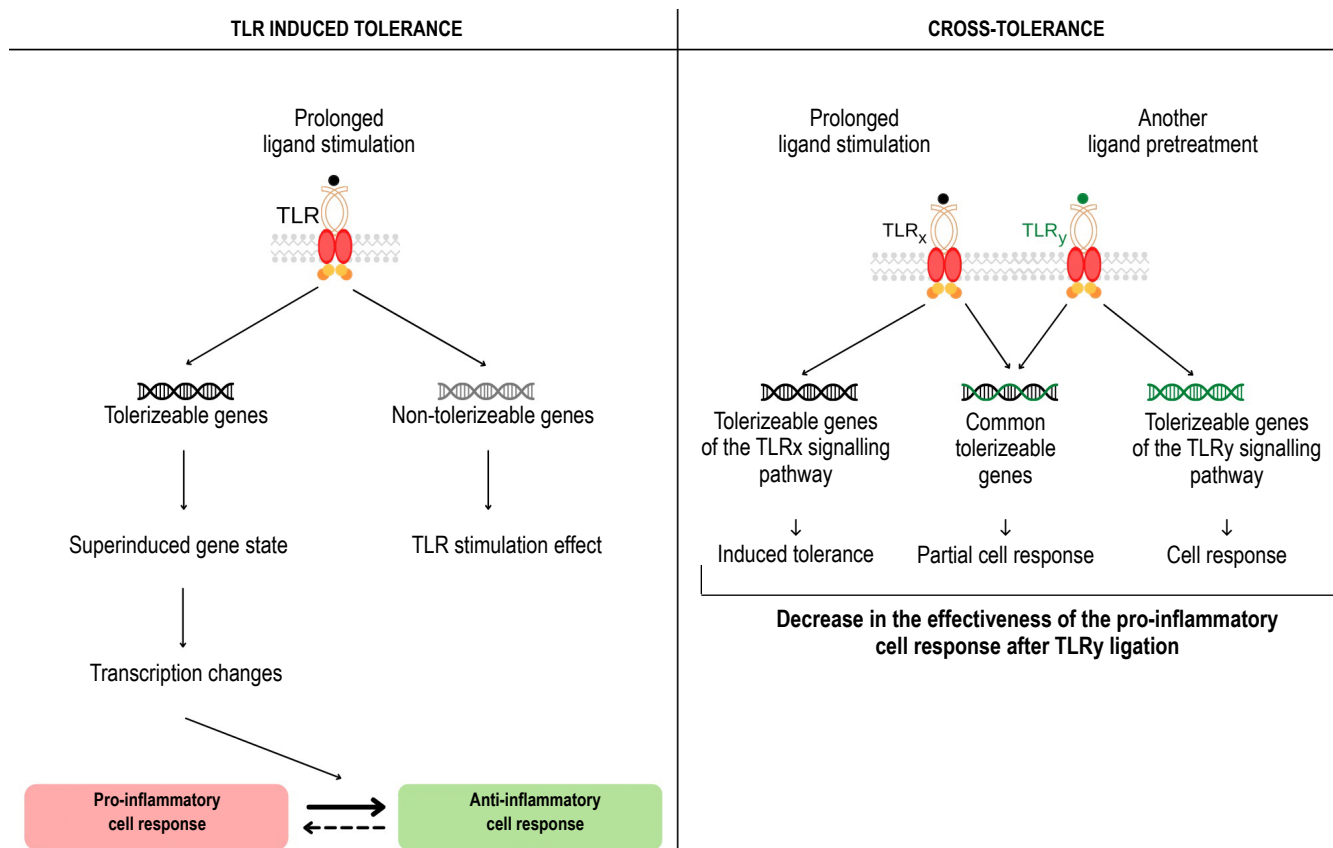 TLR INDUCED TOLERANCE
Prolonged
ligand stimulation
TLR
Tolerizeable genes
Non-tolerizeable genes
Superinduced gene state
TLR stimulation effect
Transcription changes
Pro-inflammatory
cell response
Anti-inflammatory
cell response
CROSS-TOLERANCE
Prolonged
ligand stimulation
Another
ligand pretreatment
TLRx
TLRy
Tolerizeable genes
of the TLRx signalling
pathway
Common
tolerizeable
genes
Tolerizeable genes
of the TLRy signalling
pathway
Induced tolerance
Partial cell response
Cell response
Decrease in the effectiveness of the pro-inflammatory
cell response after TLRy ligation